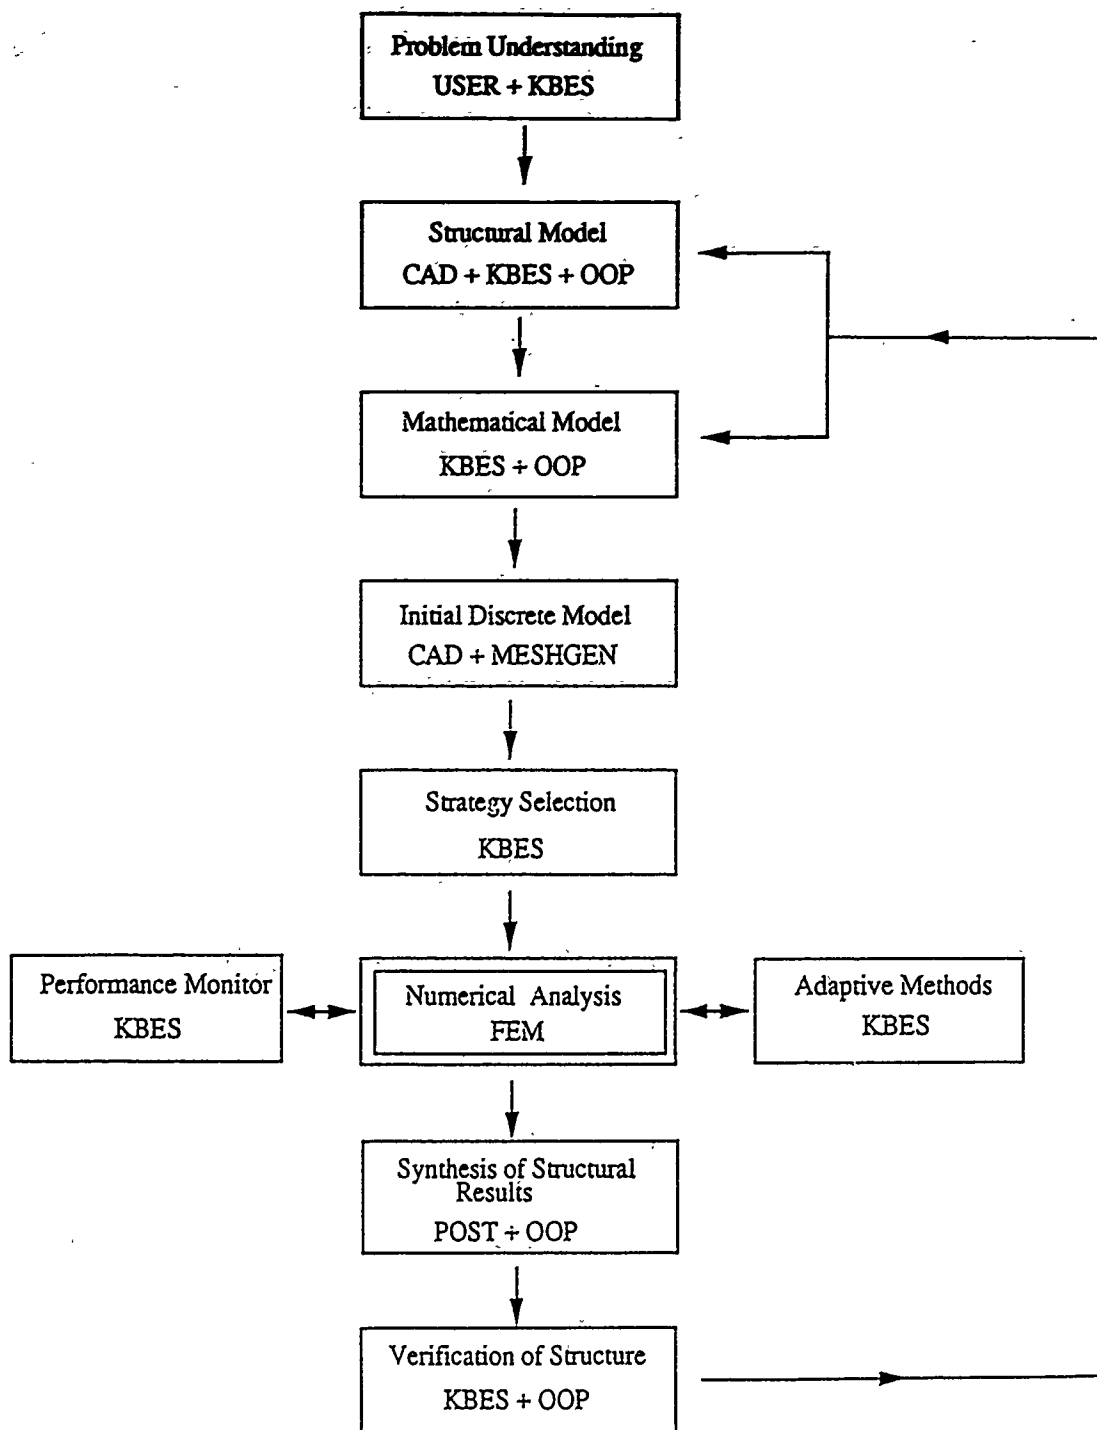 Problem Understanding
USER + KBES
Structural Model
CAD + KBES + OOP
Mathematical Model
KBES + OOP
Initial Discrete Model
CAD + MESHGEN
Strategy Selection
KBES
Performance Monitor
KBES
Numerical Analysis
FEM
Adaptive Methods
KBES
Synthesis of Structural
Results
POST + OOP
Verification of Structure
KBES + OOP